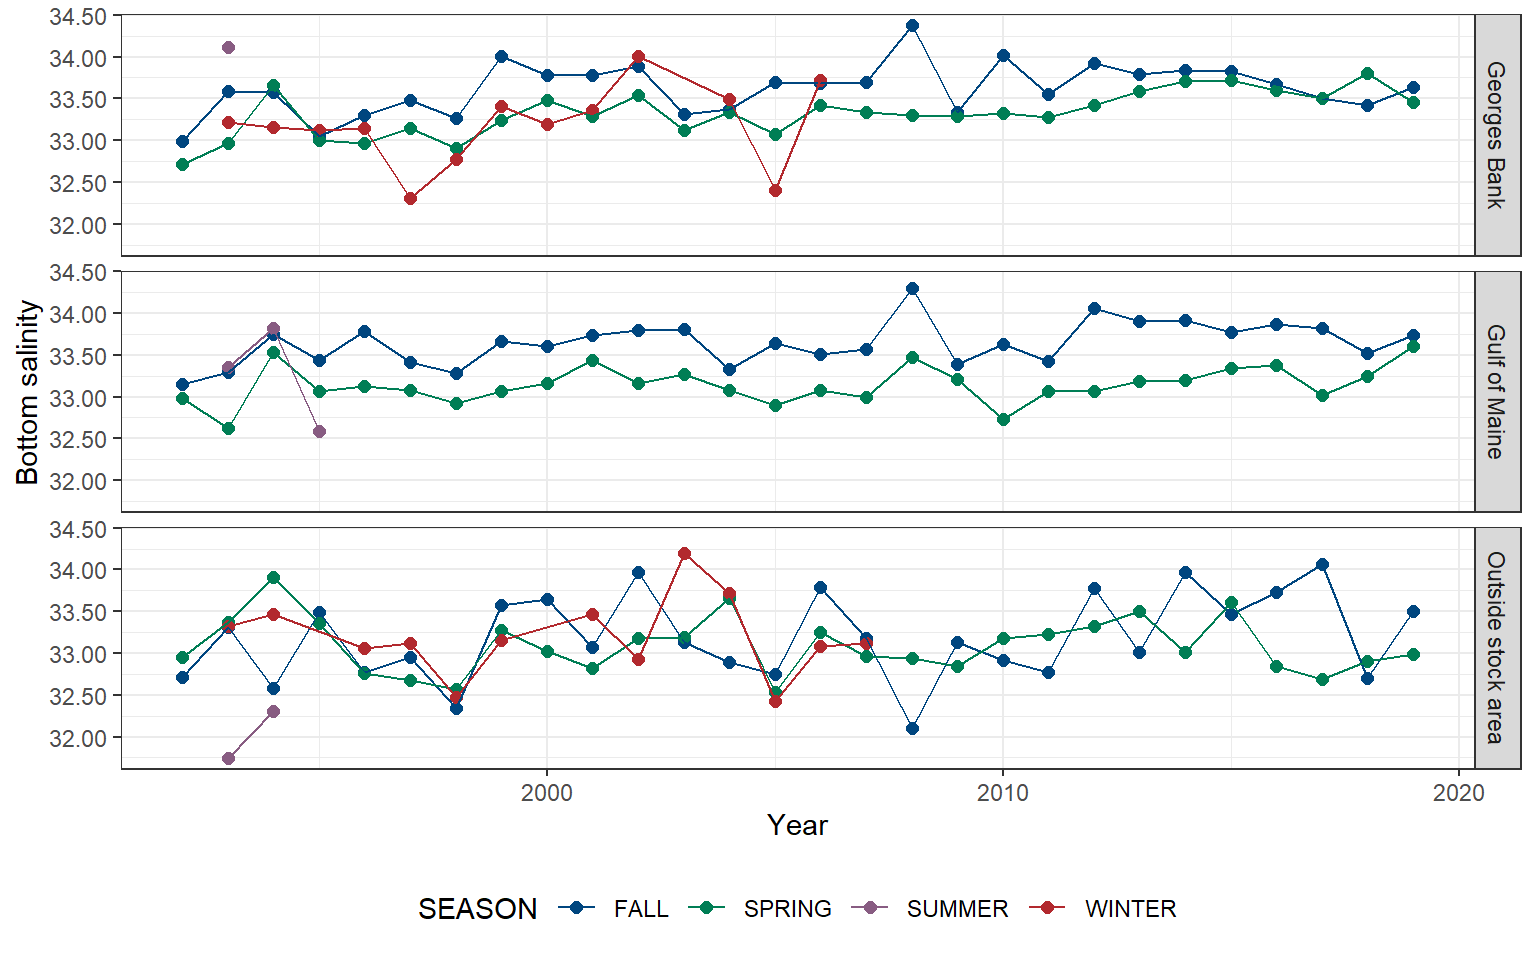 34.50
34.00
33.50
33.00
32.50
32.00
Georges Bank
34.50
34.00
33.50
33.00
32.50
32.00
Gulf of Maine
34.50
34.00
33.50
33.00
32.50
32.00
Outside stock area
Bottom salinity
2000 2010 2020
Year
SEASON FALL SPRING SUMMER WINTER